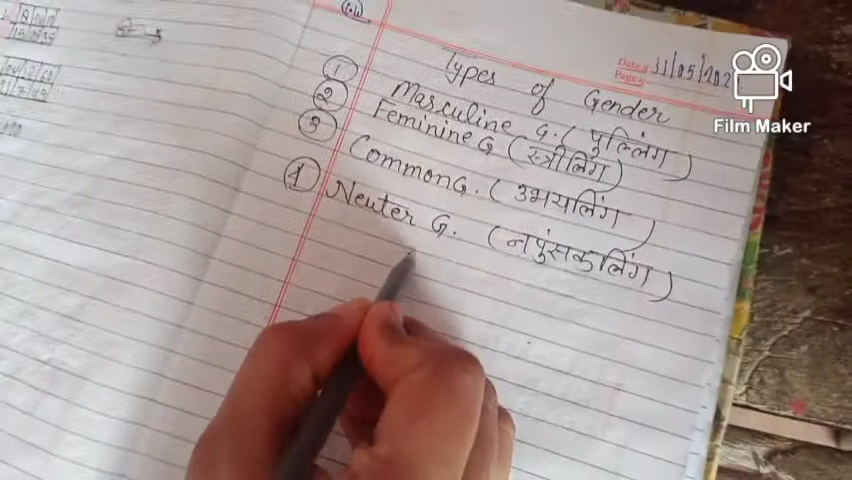 Date 31/05/202
Page
Types of Gender
① Masculine G. ( पुल्लिंग )
② Feminine G ( स्त्रीलिंग )
③ Common G. ( उभयलिंग )
④ Neuter G. ( नपुंसकलिंग )
Film Maker